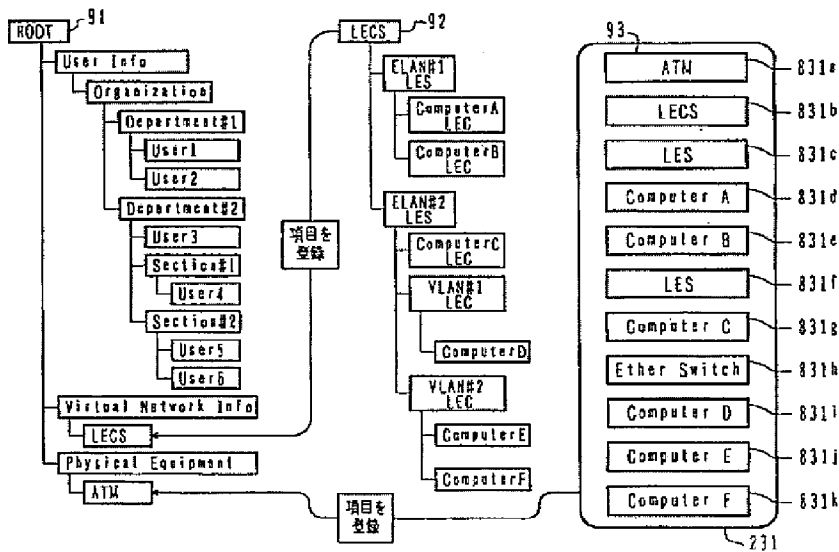 ROOT
91
User Info
Organization
Department#1
User1
User2
Department#2
User3
Section#1
User4
Section#2
User5
User6
Virtual Network Info
LECS
Physical Equipment
ATM
項目を
登録
項目を
登録
LECS
92
ELAN#1
LES
ComputerA
LEC
ComputerB
LEC
ELAN#2
LES
ComputerC
LEC
VLAN#1
LEC
ComputerD
VLAN#2
LEC
ComputerE
ComputerF
93
ATM
831a
LECS
831b
LES
831c
Computer A
831d
Computer B
831e
LES
831f
Computer C
831g
Ether Switch
831h
Computer D
831i
Computer E
831j
Computer F
831k
231